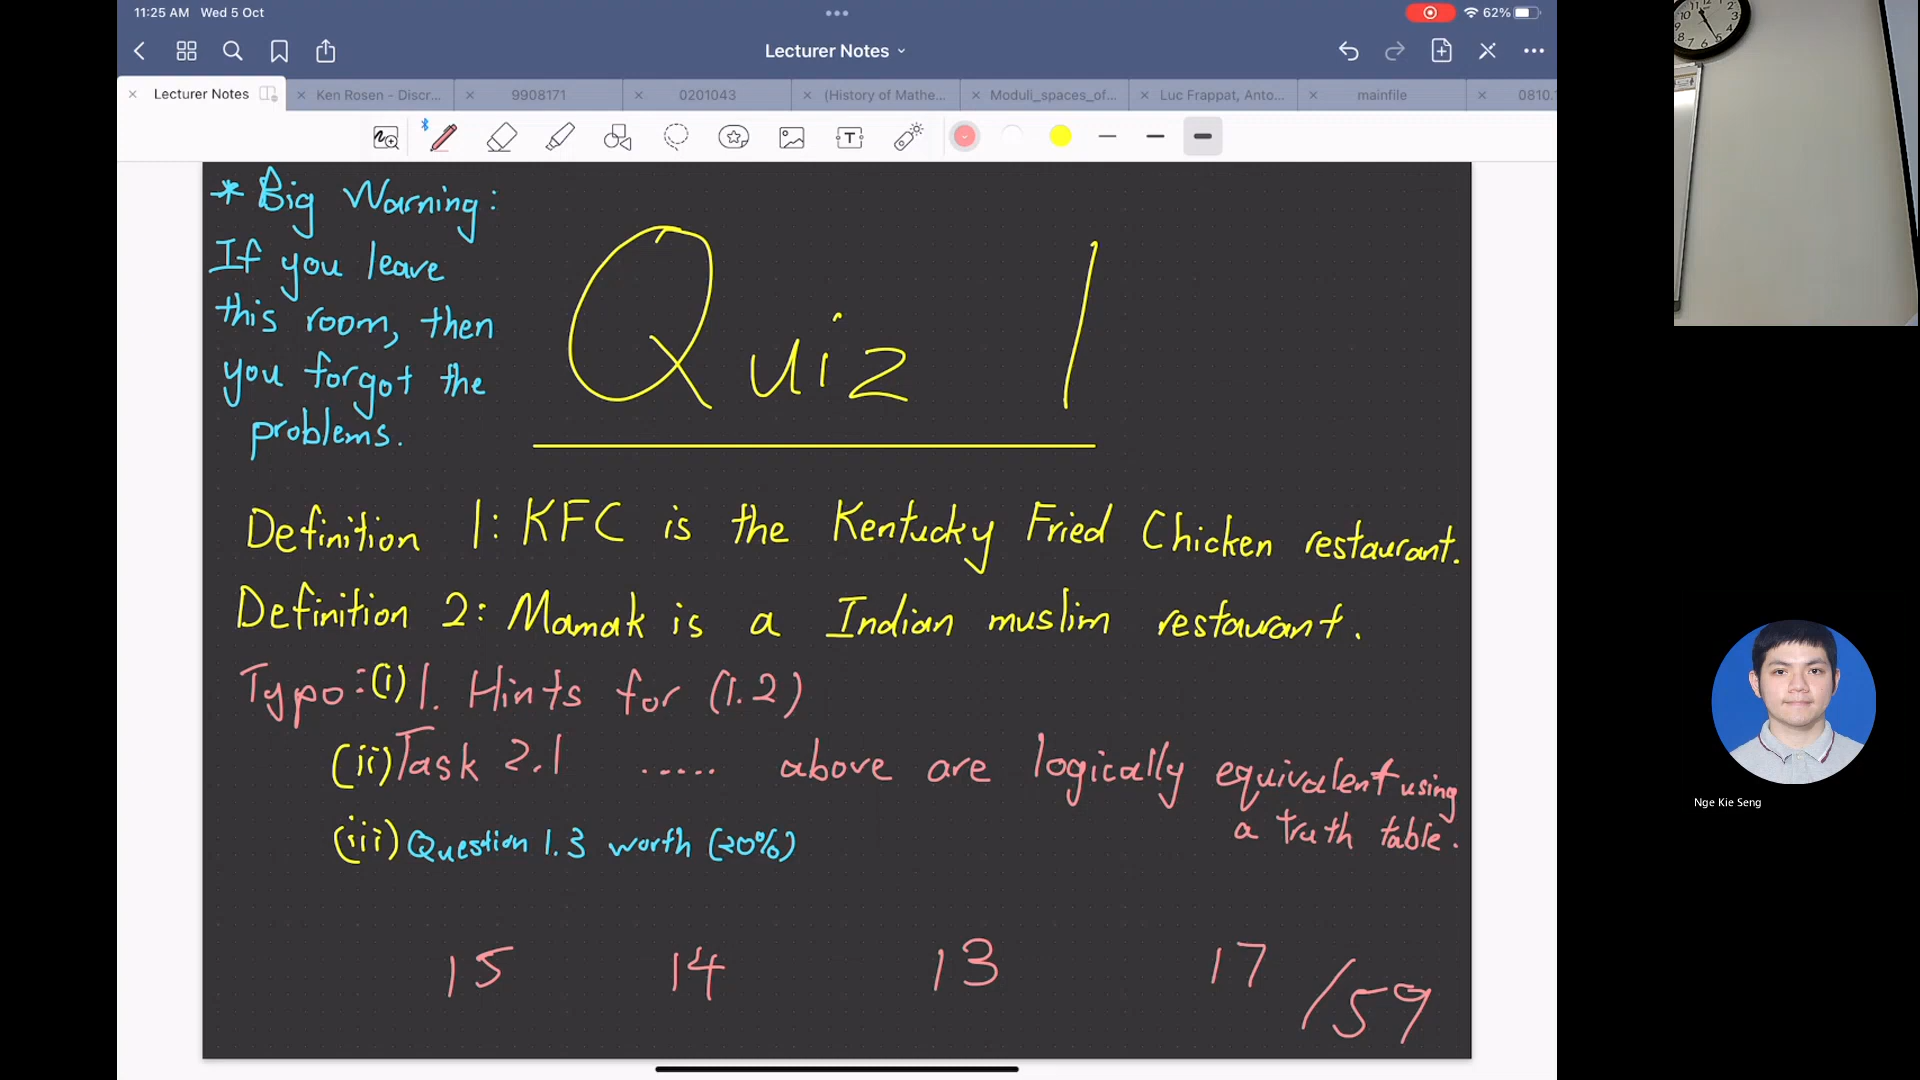 11:25 AM Wed 5 Oct
62%
Lecturer Notes
Lecturer Notes
Ken Rosen - Discr...
9908171
0201043
(History of Mathe...
Moduli_spaces_of...
Luc Frappat, Anto...
mainfile
0810.
* Big Warning:
If you leave
this room, then
you forgot the
problems.
Quiz 1
Definition 1: KFC is the Kentucky Fried Chicken restaurant.
Definition 2: Mamak is a Indian muslim restaurant.
Typo: (i) 1. Hints for (1.2)
(ii) Task 2.1 ..... above are logically equivalent using
a truth table.
(iii) Question 1.3 worth (20%)
15 14 13 17 /59
Nge Kie Seng